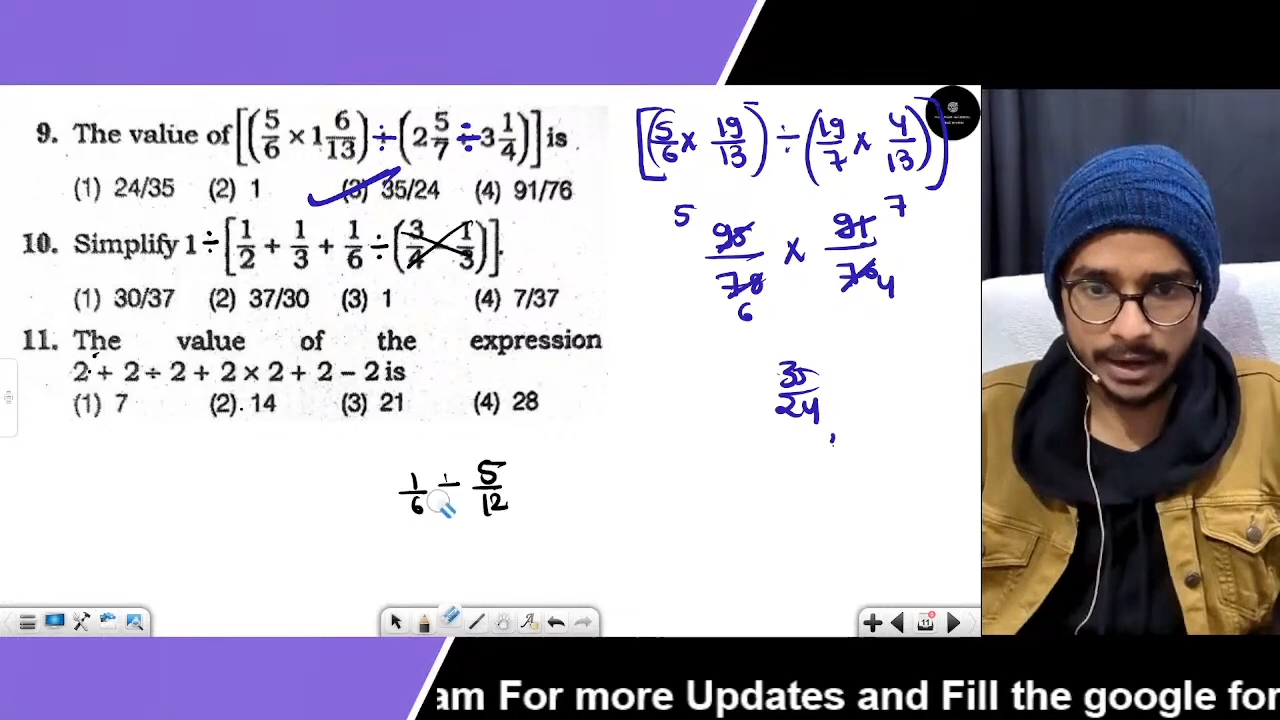 9. The value of [(5/6 × 1 6/13) ÷ (2 5/7 ÷ 3 1/4)] is
(1) 24/35 (2) 1 (3) 35/24 (4) 91/76
10. Simplify 1 ÷ [1/2 + 1/3 + 1/6 ÷ (3/4 - 1/3)].
(1) 30/37 (2) 37/30 (3) 1 (4) 7/37
11. The value of the expression
2 + 2 ÷ 2 + 2 × 2 + 2 − 2 is
(1) 7 (2) 14 (3) 21 (4) 28
1/6 ÷ 5/12
[(5/6 × 19/13) ÷ (19/7 × 4/13)]
5 7
95/78 × 91/76
6 4
35/24
11
am For more Updates and Fill the google for